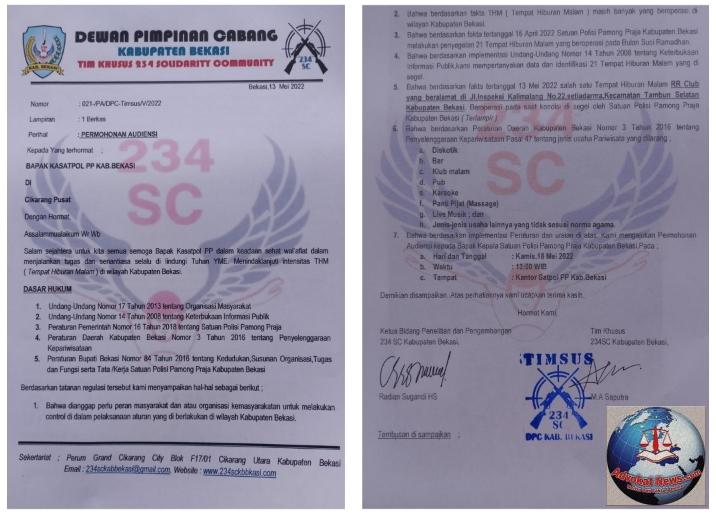 DEWAN PIMPINAN CABANG
KABUPATEN BEKASI
TIM KHUSUS 234 SOLIDARITY COMMUNITY
KAB. BEKASI
234
SC
Bekasi,13 Mei 2022
Nomor : 021-/PA/DPC-Timsus/V/2022
Lampiran : 1 Berkas
Perihal : PERMOHONAN AUDIENSI
Kepada Yang terhormat ;
BAPAK KASATPOL PP KAB.BEKASI
Di
Cikarang Pusat
Dengan Hormat,
Assalammualaikum Wr Wb
Salam sejahtera untuk kita semua semoga Bapak Kasatpol PP dalam keadaan sehat wal'afiat dalam
menjalankan tugas dan senantiasa selalu di lindungi Tuhan YME. Menindaklanjuti intensitas THM
( Tempat Hiburan Malam ) di wilayah Kabupaten Bekasi.
DASAR HUKUM
1. Undang-Undang Nomor 17 Tahun 2013 tentang Organisasi Masyarakat
2. Undang-Undang Nomor 14 Tahun 2008 tentang Keterbukaan Informasi Publik
3. Peraturan Pemerintah Nomor 16 Tahun 2018 tentang Satuan Polisi Pamong Praja
4. Peraturan Daerah Kabupaten Bekasi Nomor 3 Tahun 2016 tentang Penyelenggaraan
Kepariwisataan
5. Peraturan Bupati Bekasi Nomor 84 Tahun 2016 tentang Kedudukan,Susunan Organisasi,Tugas
dan Fungsi serta Tata /Kerja Satuan Polisi Pamong Praja Kabupaten Bekasi
Berdasarkan tatanan regulasi tersebut kami menyampaikan hal-hal sebagai berikut ;
1. Bahwa dianggap perlu peran masyarakat dan atau organisasi kemasyarakatan untuk melakukan
control di dalam pelaksanaan aturan yang di berlakukan di wilayah Kabupaten Bekasi.
234
SC
Sekertariat : Perum Grand Cikarang City Blok F17/01 Cikarang Utara Kabupaten Bekasi
Email : 234sckabbekasi@gmail.com, Website : www.234sckbbkasi.com
2. Bahwa berdasarkan fakta THM ( Tempat Hiburan Malam ) masih banyak yang beroperasi di
wilayah Kabupaten Bekasi.
3. Bahwa berdasarkan fakta tertanggal 16 April 2022 Satuan Polisi Pamong Praja Kabupaten Bekasi
melakukan penyegelan 21 Tempat Hiburan Malam yang beroperasi pada Bulan Suci Ramadhan.
4. Bahwa berdasarkan implementasi Undang-Undang Nomor 14 Tahun 2008 tentang Keterbukaan
Informasi Publik,kami mempertanyakan data dan identifikasi 21 Tempat Hiburan Malam yang di
segel.
5. Bahwa berdasarkan fakta tertanggal 13 Mei 2022 salah satu Tempat Hiburan Malam RR Club
yang beralamat di Jl.Inspeksi Kalimalang No.22,setiadarma,Kecamatan Tambun Selatan
Kabupaten Bekasi. Beroperasi pada saat kondisi di segel oleh Satuan Polisi Pamong Praja
Kabupaten Bekasi ( Terlampir )
6. Bahwa berdasarkan Peraturan Daerah Kabupaten Bekasi Nomor 3 Tahun 2016 tentang
Penyelenggaraan Kepariwisataan Pasal 47 tentang jenis usaha Pariwisata yang dilarang ;
a. Diskotik
b. Bar
c. Klub malam
d. Pub
e. Karaoke
f. Panti Pijat (Massage)
g. Live Musik ; dan
h. Jenis-jenis usaha lainnya yang tidak sesuai norma agama.
7. Bahwa berdasarkan implementasi Peraturan dan uraian di atas, Kami mengajukan Permohonan
Audiensi kepada Bapak Kepala Satuan Polisi Pamong Praja Kabupaten Bekasi,Pada ;
a. Hari dan Tanggal : Kamis,18 Mei 2022
b. Waktu : 13:00 WIB
c. Tempat : Kantor Satpol PP Kab.Bekasi
Demikian disampaikan, Atas perhatiannya kami ucapkan terima kasih.
Hormat Kami,
Ketua Bidang Penelitian dan Pengembangan Tim Khusus
234 SC Kabupaten Bekasi, 234SC Kabupaten Bekasi,
TIMSUS
234
SC
DPC KAB. BEKASI
Radian Sugandi HS M.A Saputra
Tembusan di sampaikan ;
234
SC
Advokat News.com